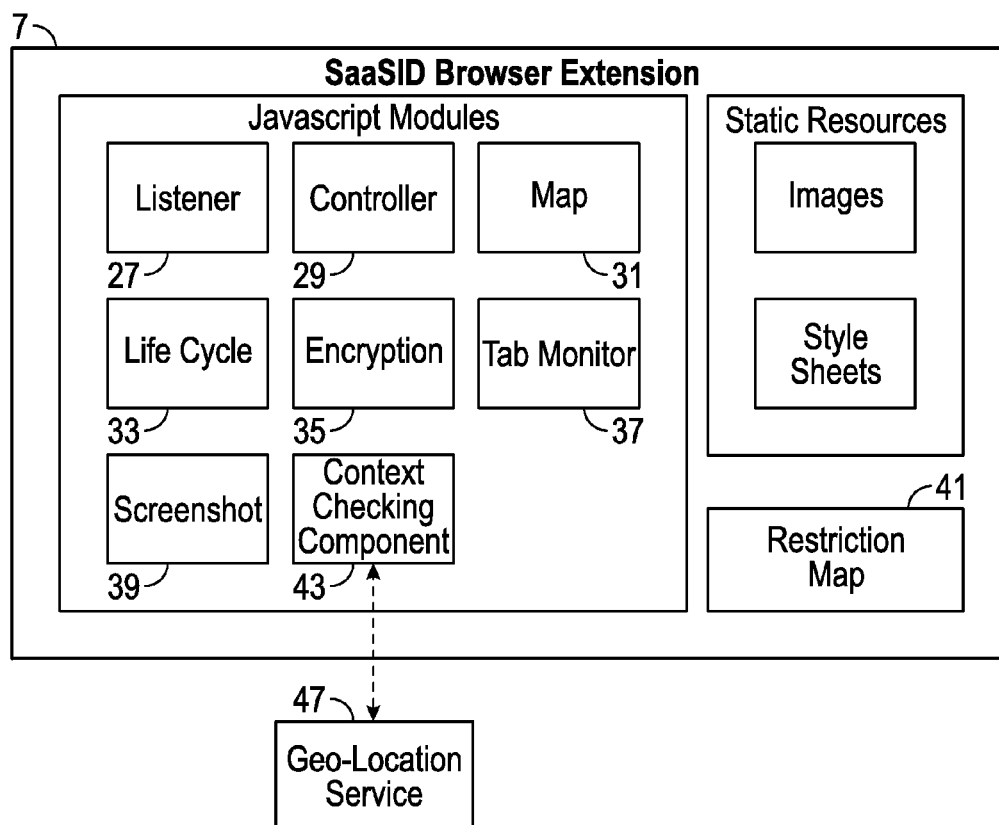 7
SaaSID Browser Extension
Javascript Modules
Listener
27
Controller
29
Map
31
Life Cycle
33
Encryption
35
Tab Monitor
37
Screenshot
39
Context
Checking
Component
43
Static Resources
Images
Style
Sheets
41
Restriction
Map
47
Geo-Location
Service